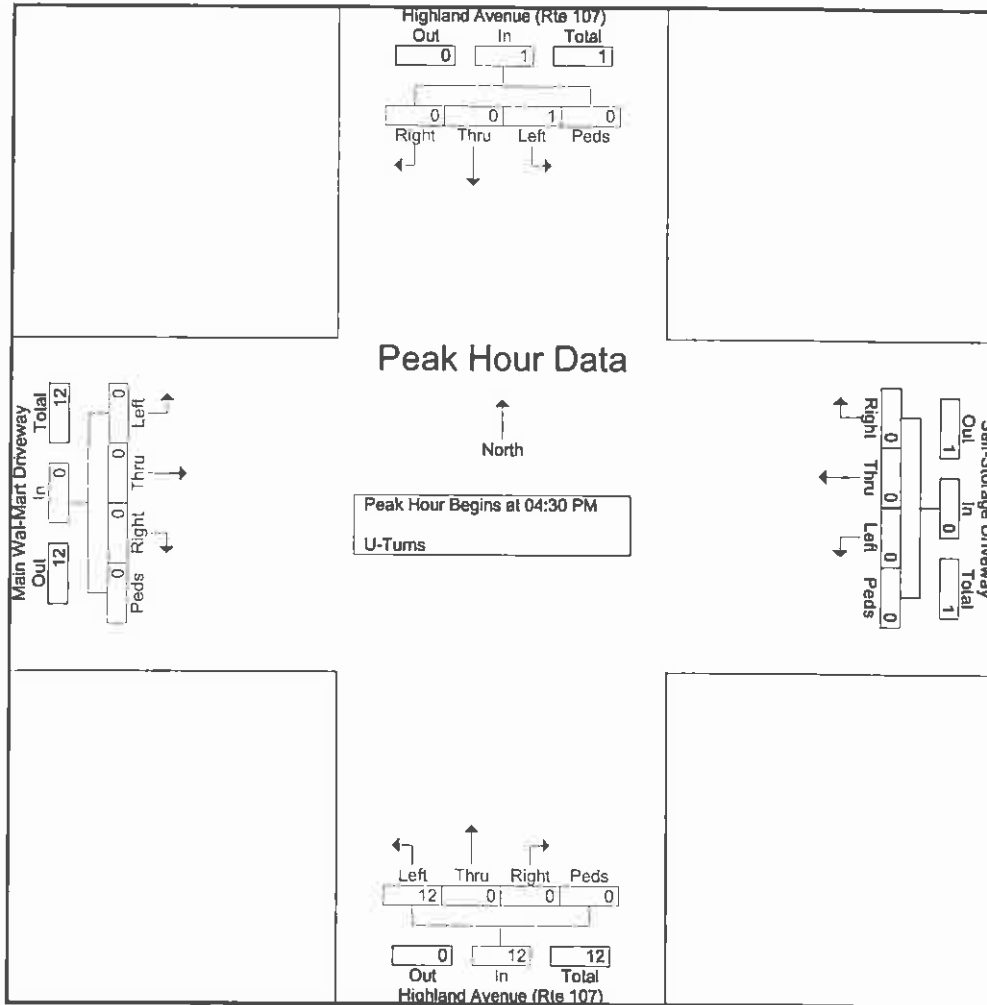 Highland Avenue (Rte 107)
Out In Total
0 1 1
0 0 1 0
Right Thru Left Peds
Peak Hour Data
North
Peak Hour Begins at 04:30 PM
U-Turns
Main Wal-Mart Driveway
Out In Total
12 0 12
0 0 0 0
Peds Right Thru Left
Storage Driveway
Out In Total
1 0 1
Right Thru Left Peds
0 0 0 0
Left Thru Right Peds
12 0 0 0
0 12 12
Out In Total
Highland Avenue (Rte 107)